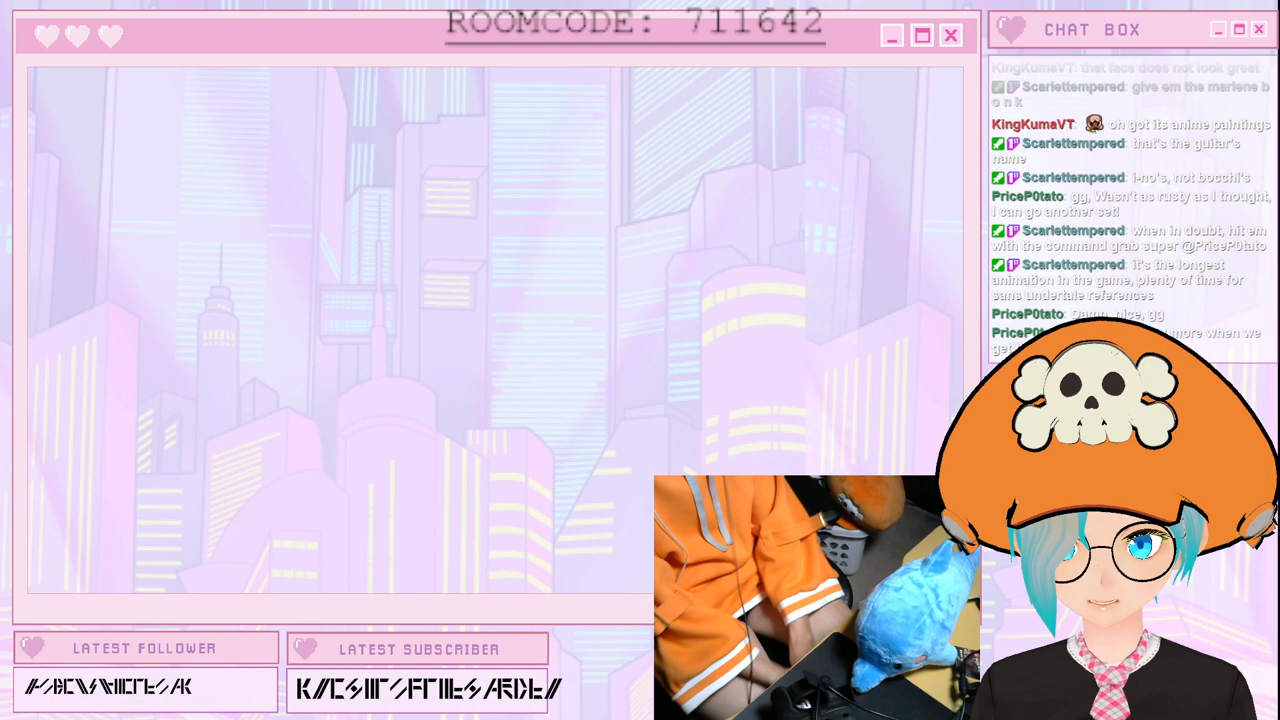 ROOMCODE: 711642
CHAT BOX
KingKumaVT: that face does not look great
Scarlettempered: give em the marlene b
o n k
KingKumaVT: oh got its anime paintings
Scarlettempered: that's the guitar's
name
Scarlettempered: i-no's, not bocchi's
PriceP0tato: gg, Wasn't as rusty as I thought,
I can go another set!
Scarlettempered: when in doubt, hit em
with the command grab super @PriceP0tato
Scarlettempered: it's the longest
animation in the game, plenty of time for
sans undertale references
PriceP0tato: Damn, nice, gg
more when we
LATEST FOLLOWER
LATEST SUBSCRIBER